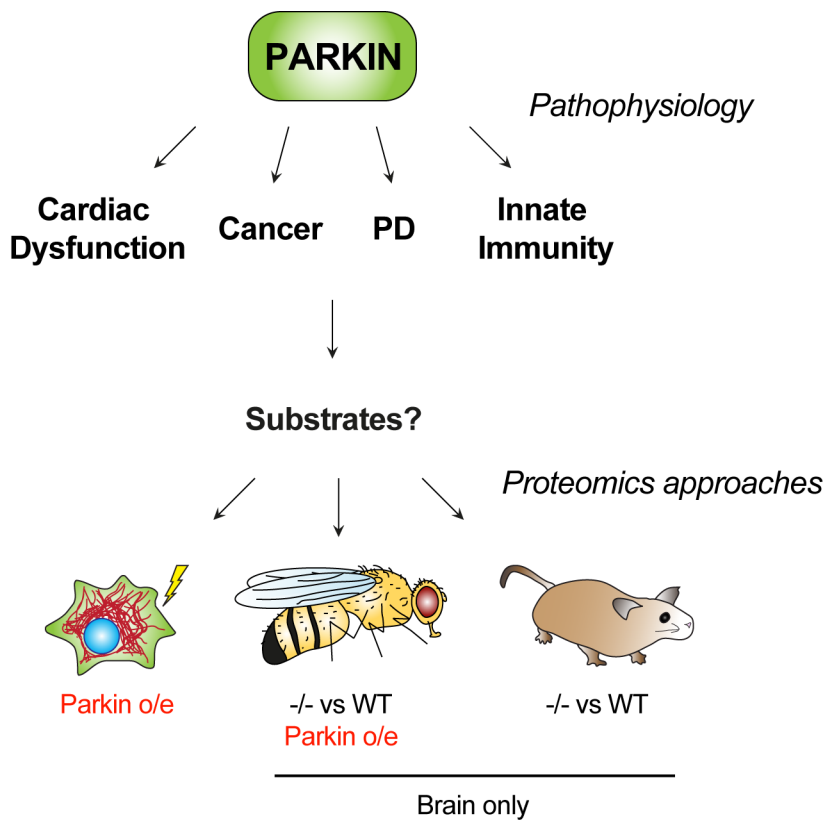 PARKIN
Pathophysiology
Cardiac
Dysfunction
Cancer
PD
Innate
Immunity
Substrates?
Proteomics approaches
Parkin o/e
-/- vs WT
Parkin o/e
-/- vs WT
Brain only